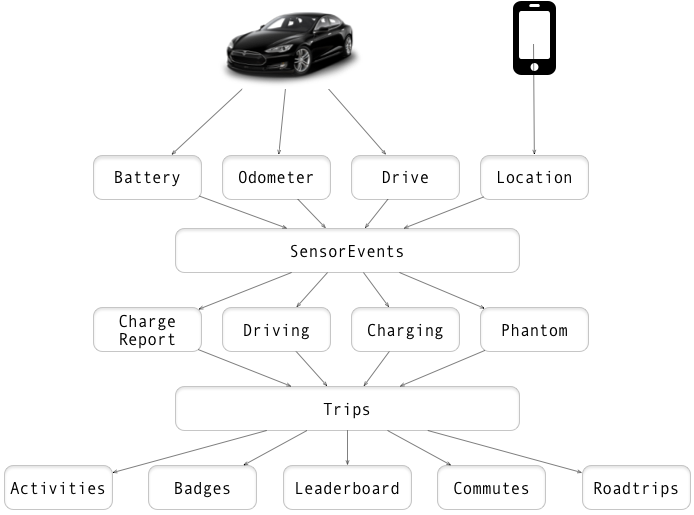 Battery
Odometer
Drive
Location
SensorEvents
Charge
Report
Driving
Charging
Phantom
Trips
Activities
Badges
Leaderboard
Commutes
Roadtrips